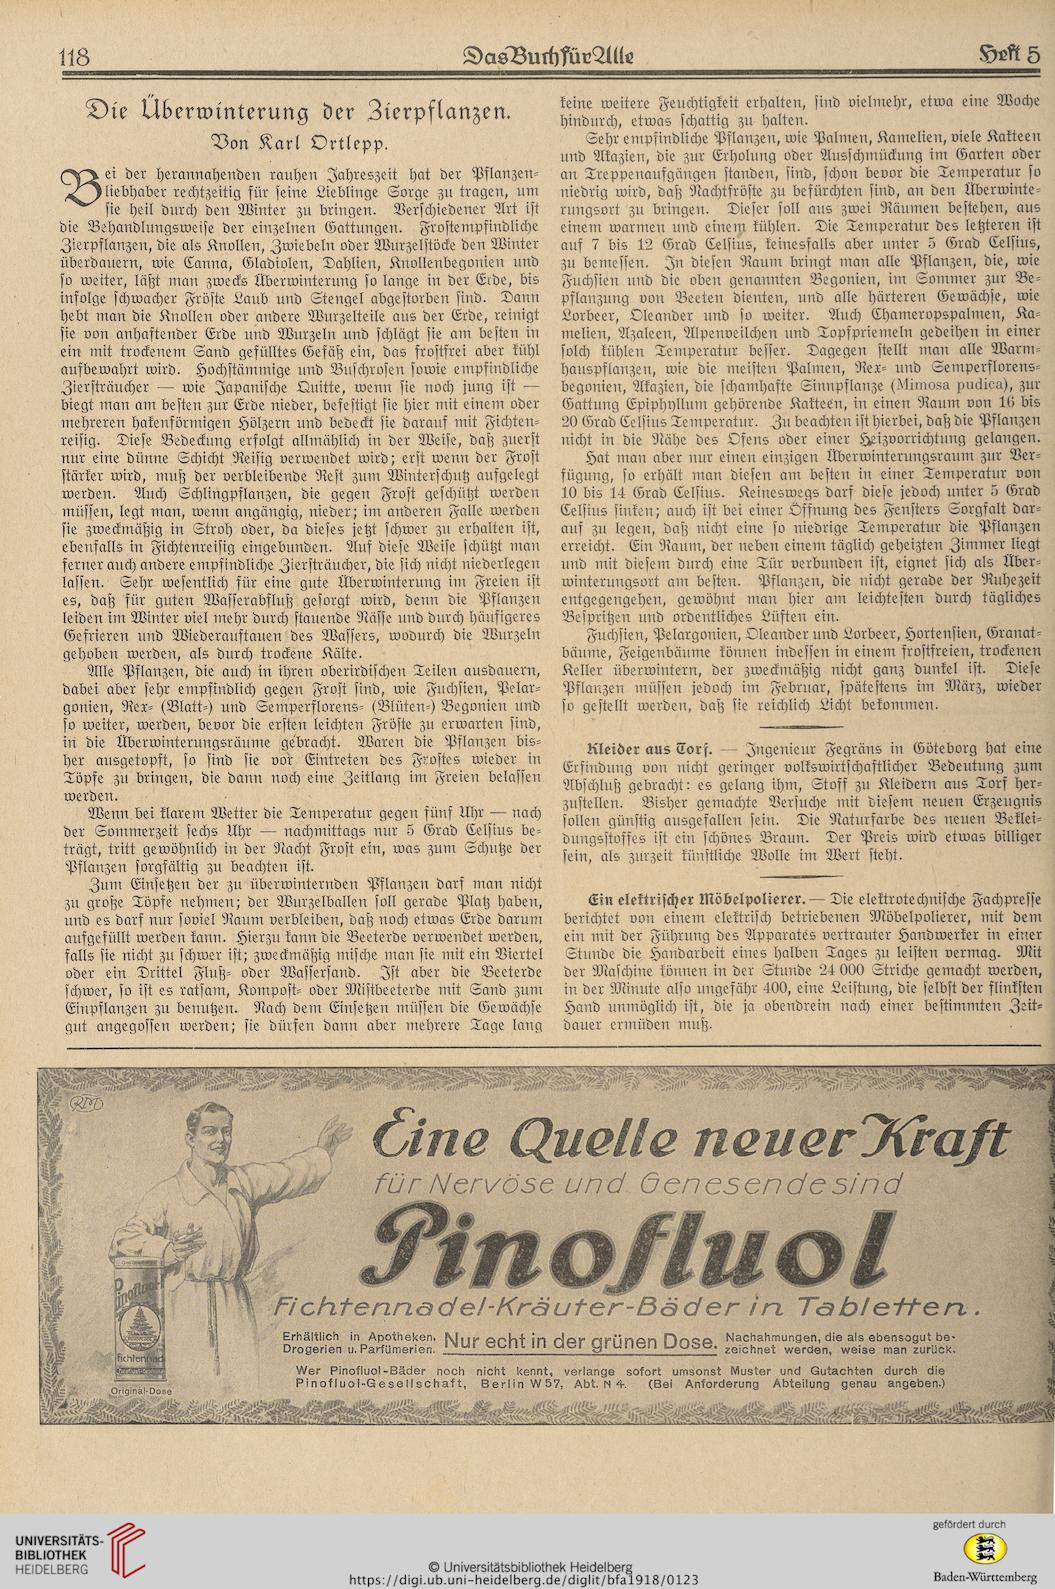 118
Das Buch für Alle
Heft 5
Die Überwinterung der Zierpflanzen.
Von Karl Ortlepp.
Bei der herannahenden rauhen Jahreszeit hat der Pflanzen-
liebhaber rechtzeitig für seine Lieblinge Sorge zu tragen, um
sie heil durch den Winter zu bringen. Verschiedener Art ist
die Behandlungsweise der einzelnen Gattungen. Frostempfindliche
Zierpflanzen, die als Knollen, Zwiebeln oder Wurzelstöcke den Winter
überdauern, wie Canna, Gladiolen, Dahlien, Knollenbegonien und
so weiter, läßt man zwecks Überwinterung so lange in der Erde, bis
infolge schwacher Fröste Laub und Stengel abgestorben sind. Dann
hebt man die Knollen oder andere Wurzelteile aus der Erde, reinigt
sie von anhaftender Erde und Wurzeln und schlägt sie am besten in
ein mit trockenem Sand gefülltes Gefäß ein, das frostfrei aber kühl
aufbewahrt wird. Hochstämmige und Buschrosen sowie empfindliche
Ziersträucher — wie Japanische Quitte, wenn sie noch jung ist —
biegt man am besten zur Erde nieder, befestigt sie hier mit einem oder
mehreren hakenförmigen Hölzern und bedeckt sie darauf mit Fichten-
reisig. Diese Bedeckung erfolgt allmählich in der Weise, daß zuerst
nur eine dünne Schicht Reisig verwendet wird; erst wenn der Frost
stärker wird, muß der verbleibende Rest zum Winterschutz aufgelegt
werden. Auch Schlingpflanzen, die gegen Frost geschützt werden
müssen, legt man, wenn angängig, nieder; im anderen Falle werden
sie zweckmäßig in Stroh oder, da dieses jetzt schwer zu erhalten ist,
ebenfalls in Fichtenreisig eingebunden. Auf diese Weise schützt man
ferner auch andere empfindliche Ziersträucher, die sich nicht niederlegen
lassen. Sehr wesentlich für eine gute Überwinterung im Freien ist
es, daß für guten Wasserabfluß gesorgt wird, denn die Pflanzen
leiden im Winter viel mehr durch stauende Nässe und durch häufigeres
Gefrieren und Wiederauftauen des Wassers, wodurch die Wurzeln
gehoben werden, als durch trockene Kälte.
Alle Pflanzen, die auch in ihren oberirdischen Teilen ausdauern,
dabei aber sehr empfindlich gegen Frost sind, wie Fuchsien, Pelar-
gonien, Rex- (Blatt-) und Semperflorens- (Blüten-) Begonien und
so weiter, werden, bevor die ersten leichten Fröste zu erwarten sind,
in die Überwinterungsräume gebracht. Waren die Pflanzen bis-
her ausgetopft, so sind sie vor Eintreten des Frostes wieder in
Töpfe zu bringen, die dann noch eine Zeitlang im Freien belassen
werden.
Wenn bei klarem Wetter die Temperatur gegen fünf Uhr — nach
der Sommerzeit sechs Uhr — nachmittags nur 5 Grad Celsius be-
trägt, tritt gewöhnlich in der Nacht Frost ein, was zum Schutze der
Pflanzen sorgfältig zu beachten ist.
Zum Einsetzen der zu überwinternden Pflanzen darf man nicht
zu große Töpfe nehmen; der Wurzelballen soll gerade Platz haben,
und es darf nur soviel Raum verbleiben, daß noch etwas Erde darum
aufgefüllt werden kann. Hierzu kann die Beeterde verwendet werden,
falls sie nicht zu schwer ist; zweckmäßig mische man sie mit ein Viertel
oder ein Drittel Fluß- oder Wassersand. Ist aber die Beeterde
schwer, so ist es ratsam, Kompost- oder Mistbeeterde mit Sand zum
Einpflanzen zu benutzen. Nach dem Einsetzen müssen die Gewächse
gut angegossen werden; sie dürfen dann aber mehrere Tage lang
keine weitere Feuchtigkeit erhalten, sind vielmehr, etwa eine Woche
hindurch, etwas schattig zu halten.
Sehr empfindliche Pflanzen, wie Palmen, Kamelien, viele Kakteen
und Akazien, die zur Erholung oder Ausschmückung im Garten oder
an Treppenaufgängen standen, sind, schon bevor die Temperatur so
niedrig wird, daß Nachtfröste zu befürchten sind, an den Überwinte-
rungsort zu bringen. Dieser soll aus zwei Räumen bestehen, aus
einem warmen und einem kühlen. Die Temperatur des letzteren ist
auf 7 bis 12 Grad Celsius, keinesfalls aber unter 5 Grad Celsius,
zu bemessen. In diesen Raum bringt man alle Pflanzen, die, wie
Fuchsien und die oben genannten Begonien, im Sommer zur Be-
pflanzung von Beeten dienten, und alle härteren Gewächse, wie
Lorbeer, Oleander und so weiter. Auch Chameropspalmen, Ka-
melien, Azaleen, Alpenveilchen und Topfpriemeln gedeihen in einer
solch kühlen Temperatur besser. Dagegen stellt man alle Warm-
hauspflanzen, wie die meisten Palmen, Rex- und Semperflorens-
begonien, Akazien, die schamhafte Sinnpflanze (Mimosa pudica), zur
Gattung Epiphyllum gehörende Kakteen, in einen Raum von 16 bis
20 Grad Celsius Temperatur. Zu beachten ist hierbei, daß die Pflanzen
nicht in die Nähe des Ofens oder einer Heizvorrichtung gelangen.
Hat man aber nur einen einzigen Überwinterungsraum zur Ver-
fügung, so erhält man diesen am besten in einer Temperatur von
10 bis 14 Grad Celsius. Keineswegs darf diese jedoch unter 5 Grad
Celsius sinken; auch ist bei einer Öffnung des Fensters Sorgfalt dar-
auf zu legen, daß nicht eine so niedrige Temperatur die Pflanzen
erreicht. Ein Raum, der neben einem täglich geheizten Zimmer liegt
und mit diesem durch eine Tür verbunden ist, eignet sich als Über-
winterungsort am besten. Pflanzen, die nicht gerade der Ruhezeit
entgegengehen, gewöhnt man hier am leichtesten durch tägliches
Bespritzen und ordentliches Lüften ein.
Fuchsien, Pelargonien, Oleander und Lorbeer, Hortensien, Granat-
bäume, Feigenbäume können indessen in einem frostfreien, trockenen
Keller überwintern, der zweckmäßig nicht ganz dunkel ist. Diese
Pflanzen müssen jedoch im Februar, spätestens im März, wieder
so gestellt werden, daß sie reichlich Licht bekommen.
Kleider aus Torf. — Ingenieur Fegräns in Göteborg hat eine
Erfindung von nicht geringer volkswirtschaftlicher Bedeutung zum
Abschluß gebracht: es gelang ihm, Stoff zu Kleidern aus Torf her-
zustellen. Bisher gemachte Versuche mit diesem neuen Erzeugnis
sollen günstig ausgefallen sein. Die Naturfarbe des neuen Beklei-
dungsstoffes ist ein schönes Braun. Der Preis wird etwas billiger
sein, als zurzeit künstliche Wolle im Wert steht.
Ein elektrischer Möbelpolierer. — Die elektrotechnische Fachpresse
berichtet von einem elektrisch betriebenen Möbelpolierer, mit dem
ein mit der Führung des Apparates vertrauter Handwerker in einer
Stunde die Handarbeit eines halben Tages zu leisten vermag. Mit
der Maschine können in der Stunde 24 000 Striche gemacht werden,
in der Minute also ungefähr 400, eine Leistung, die selbst der flinksten
Hand unmöglich ist, die ja obendrein nach einer bestimmten Zeit-
dauer ermüden muß.
Eine Quelle neuer Kraft
für Nervöse und Genesende sind
Pinofluol
Fichtennadel-Kräuter-Bäder in Tabletten.
Erhältlich in Apotheken,
Drogerien u. Parfümerien.
Nur echt in der grünen Dose.
Nachahmungen, die als ebensogut be-
zeichnet werden, weise man zurück.
Wer Pinofluol-Bäder noch nicht kennt, verlange sofort umsonst Muster und Gutachten durch die
Pinofluol-Gesellschaft, Berlin W 57, Abt. N 4. (Bei Anforderung Abteilung genau angeben.)
Pinofluol
Fichtennad
Original-Dose
UNIVERSITÄTS-
BIBLIOTHEK
HEIDELBERG
© Universitätsbibliothek Heidelberg
https://digi.ub.uni-heidelberg.de/diglit/bfa1918/0123
gefördert durch
Baden-Württemberg